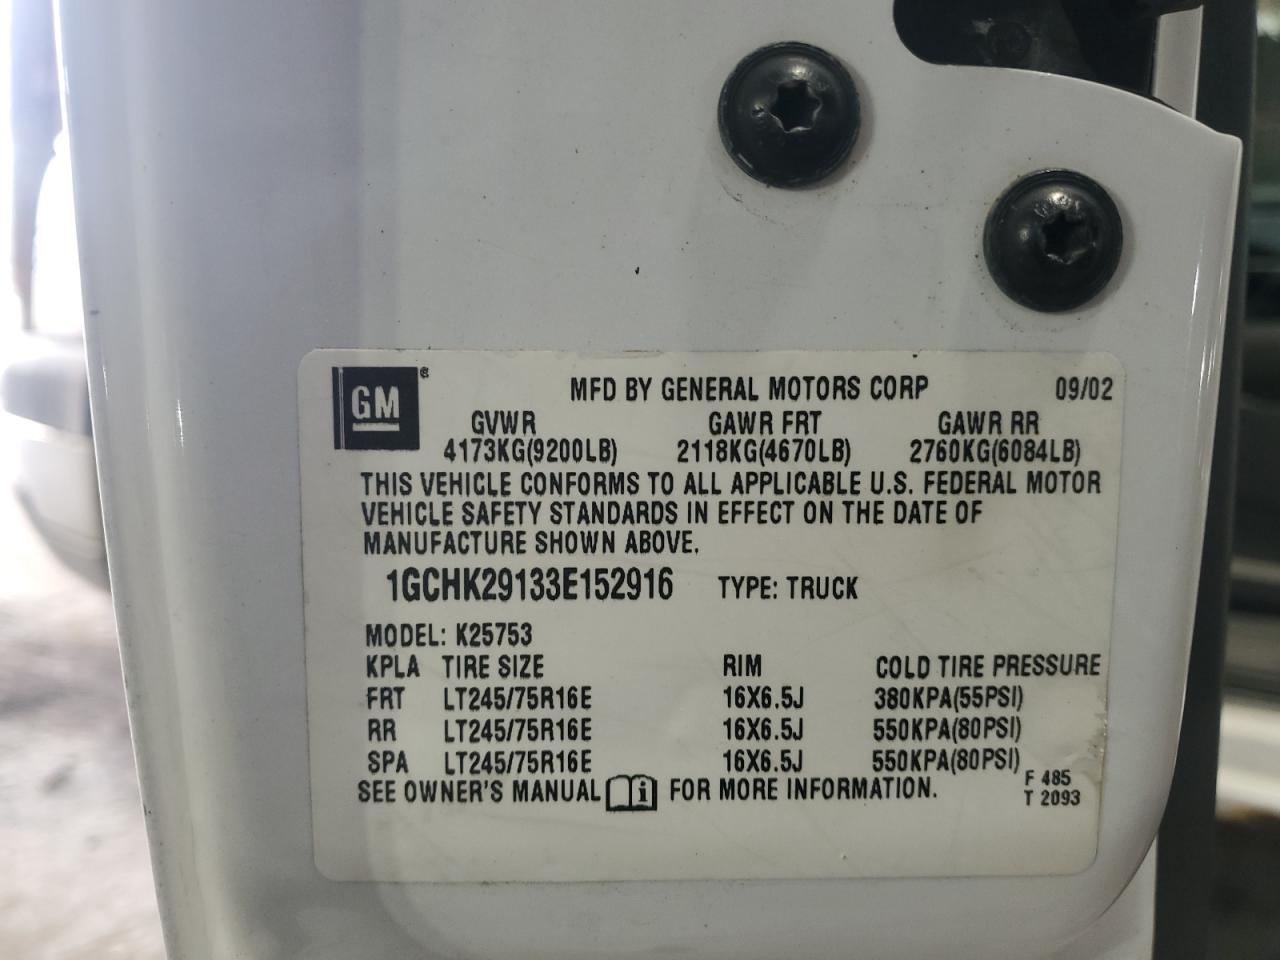 GM ® MFD BY GENERAL MOTORS CORP 09/02
GVWR GAWR FRT GAWR RR
4173KG(9200LB) 2118KG(4670LB) 2760KG(6084LB)
THIS VEHICLE CONFORMS TO ALL APPLICABLE U.S. FEDERAL MOTOR
VEHICLE SAFETY STANDARDS IN EFFECT ON THE DATE OF
MANUFACTURE SHOWN ABOVE.
1GCHK29133E152916 TYPE: TRUCK
MODEL: K25753
KPLA TIRE SIZE RIM COLD TIRE PRESSURE
FRT LT245/75R16E 16X6.5J 380KPA(55PSI)
RR LT245/75R16E 16X6.5J 550KPA(80PSI)
SPA LT245/75R16E 16X6.5J 550KPA(80PSI)
SEE OWNER'S MANUAL i FOR MORE INFORMATION.
F 485
T 2093